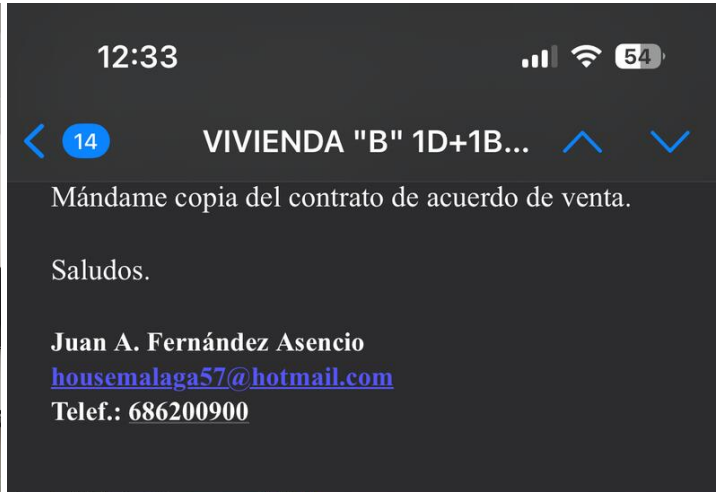 12:33
54
14
VIVIENDA "B" 1D+1B...
Mándame copia del contrato de acuerdo de venta.
Saludos.
Juan A. Fernández Asencio
housemalaga57@hotmail.com
Telef.: 686200900